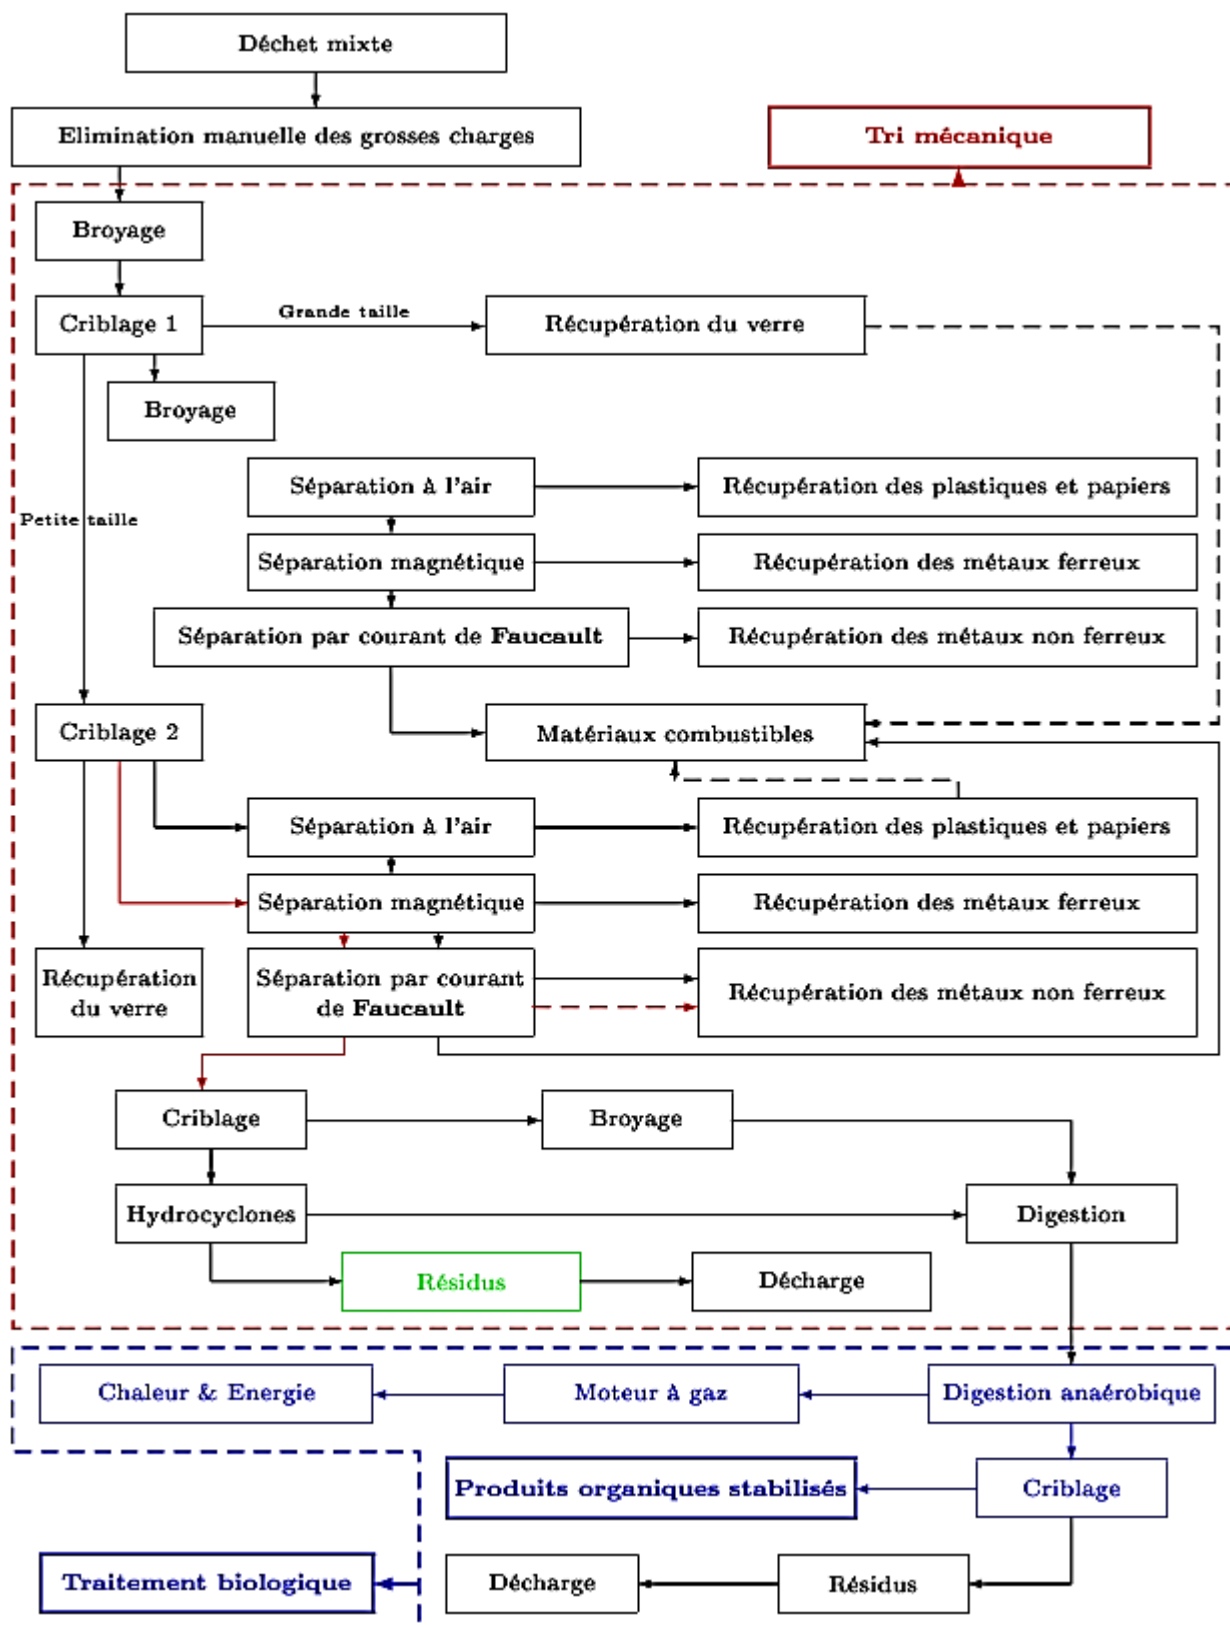 Déchet mixte
Elimination manuelle des grosses charges
Tri mécanique
Broyage
Criblage 1
Grande taille
Récupération du verre
Broyage
Séparation à l'air
Récupération des plastiques et papiers
Petite taille
Séparation magnétique
Récupération des métaux ferreux
Séparation par courant de Faucault
Récupération des métaux non ferreux
Criblage 2
Matériaux combustibles
Séparation à l'air
Récupération des plastiques et papiers
Séparation magnétique
Récupération des métaux ferreux
Récupération
du verre
Séparation par courant
de Faucault
Récupération des métaux non ferreux
Criblage
Broyage
Hydrocyclones
Digestion
Résidus
Décharge
Chaleur & Energie
Moteur à gaz
Digestion anaérobique
Produits organiques stabilisés
Criblage
Traitement biologique
Décharge
Résidus